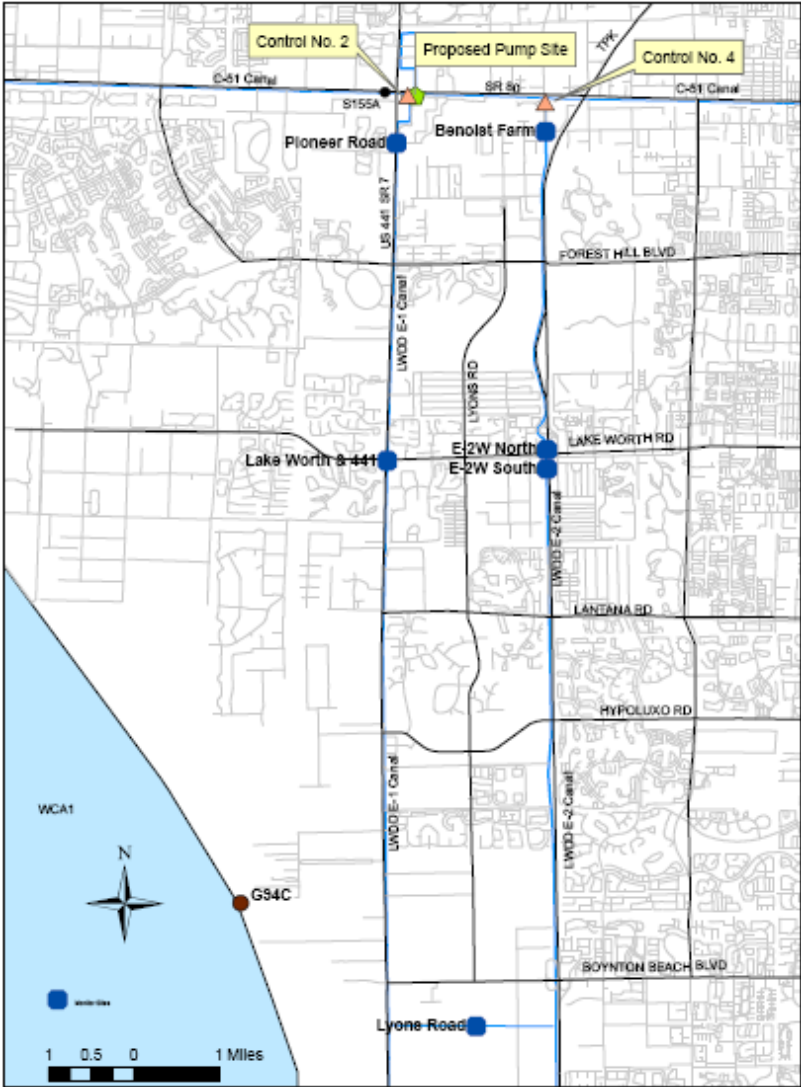 Control No. 2
Proposed Pump Site
TPK
Control No. 4
C-51 Canal
SR 80
C-51 Canal
S155A
Pioneer Road
Benoist Farm
US 441 SR 7
FOREST HILL BLVD
LWDD E-1 Canal
LYONS RD
Lake Worth & 441
E-2W North
LAKE WORTH RD
E-2W South
LWDD E-2 Canal
LANTANA RD
HYPOLUXO RD
WCA1
LWDD E-1 Canal
LWDD E-2 Canal
N
G94C
BOYNTON BEACH BLVD
Lyons Road
1 0.5 0 1 Miles